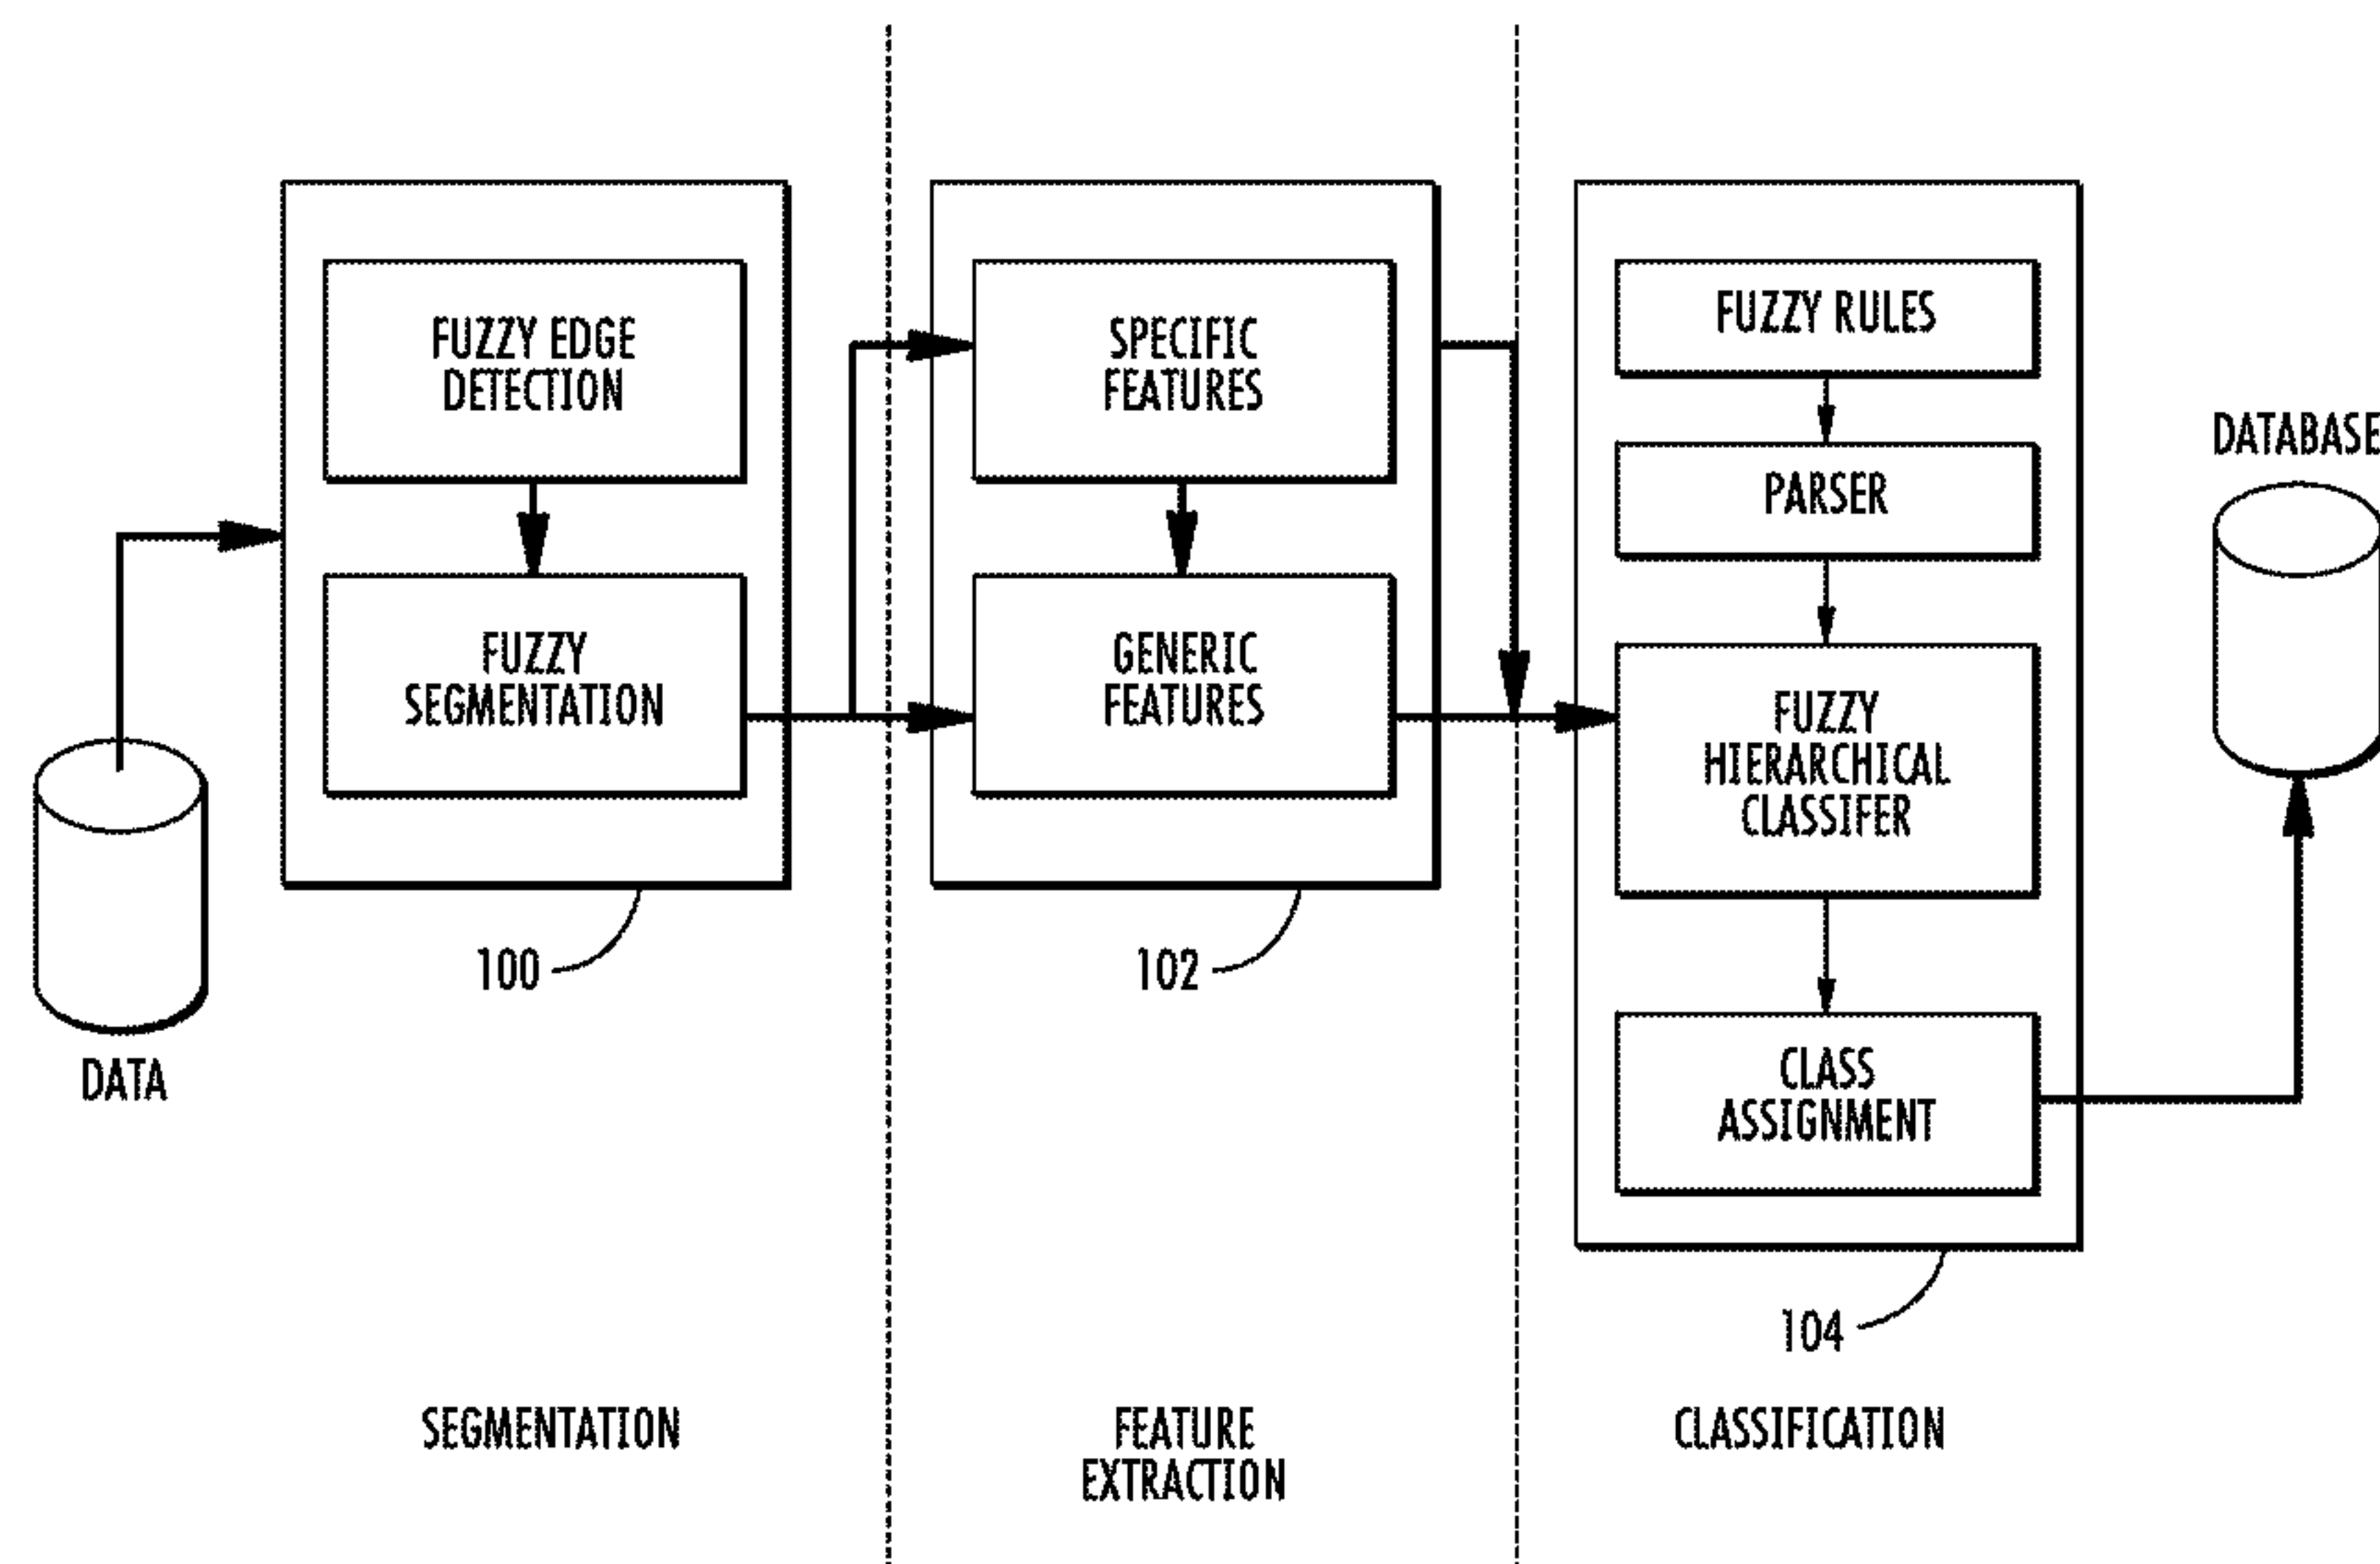 FUZZY EDGE
DETECTION
FUZZY
SEGMENTATION
100
DATA
SEGMENTATION
SPECIFIC
FEATURES
GENERIC
FEATURES
102
FEATURE
EXTRACTION
FUZZY RULES
PARSER
FUZZY
HIERARCHICAL
CLASSIFER
CLASS
ASSIGNMENT
104
CLASSIFICATION
DATABASE